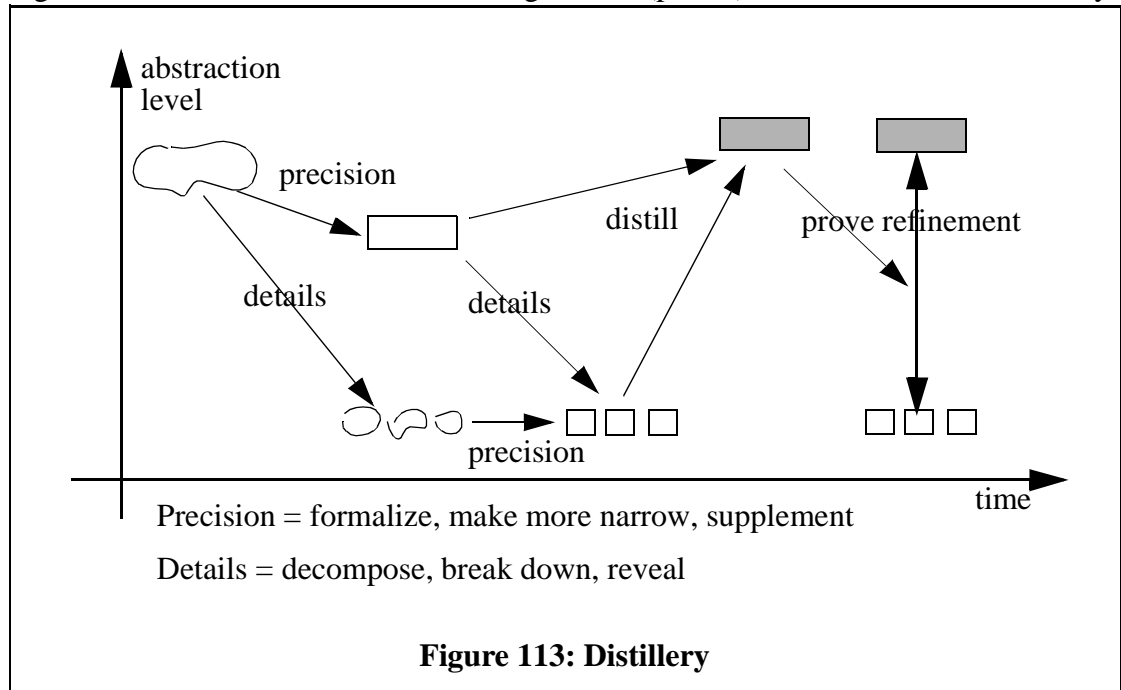 abstraction
level
precision
distill
prove refinement
details
details
precision
time
Precision = formalize, make more narrow, supplement
Details = decompose, break down, reveal
Figure 113: Distillery